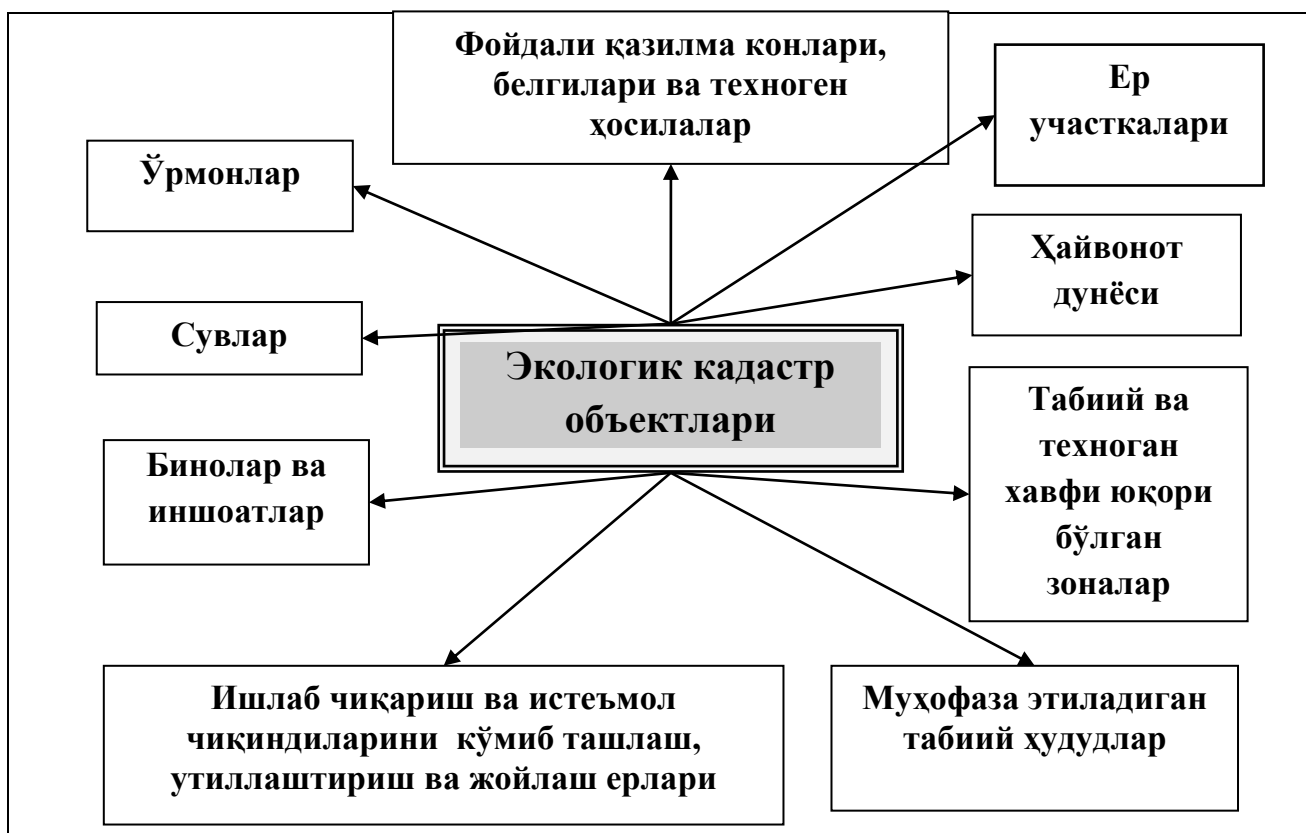 Фойдали қазилма конлари,
белгилари ва техноген
ҳосилалар
Ер
участкалари
Ўрмонлар
Ҳайвонот
дунёси
Сувлар
Экологик кадастр
объектлари
Табиий ва
техноган
хавфи юқори
бўлган
зоналар
Бинолар ва
иншоатлар
Ишлаб чиқариш ва истеъмол
чиқиндиларини кўмиб ташлаш,
утиллаштириш ва жойлаш ерлари
Муҳофаза этиладиган
табиий ҳудудлар